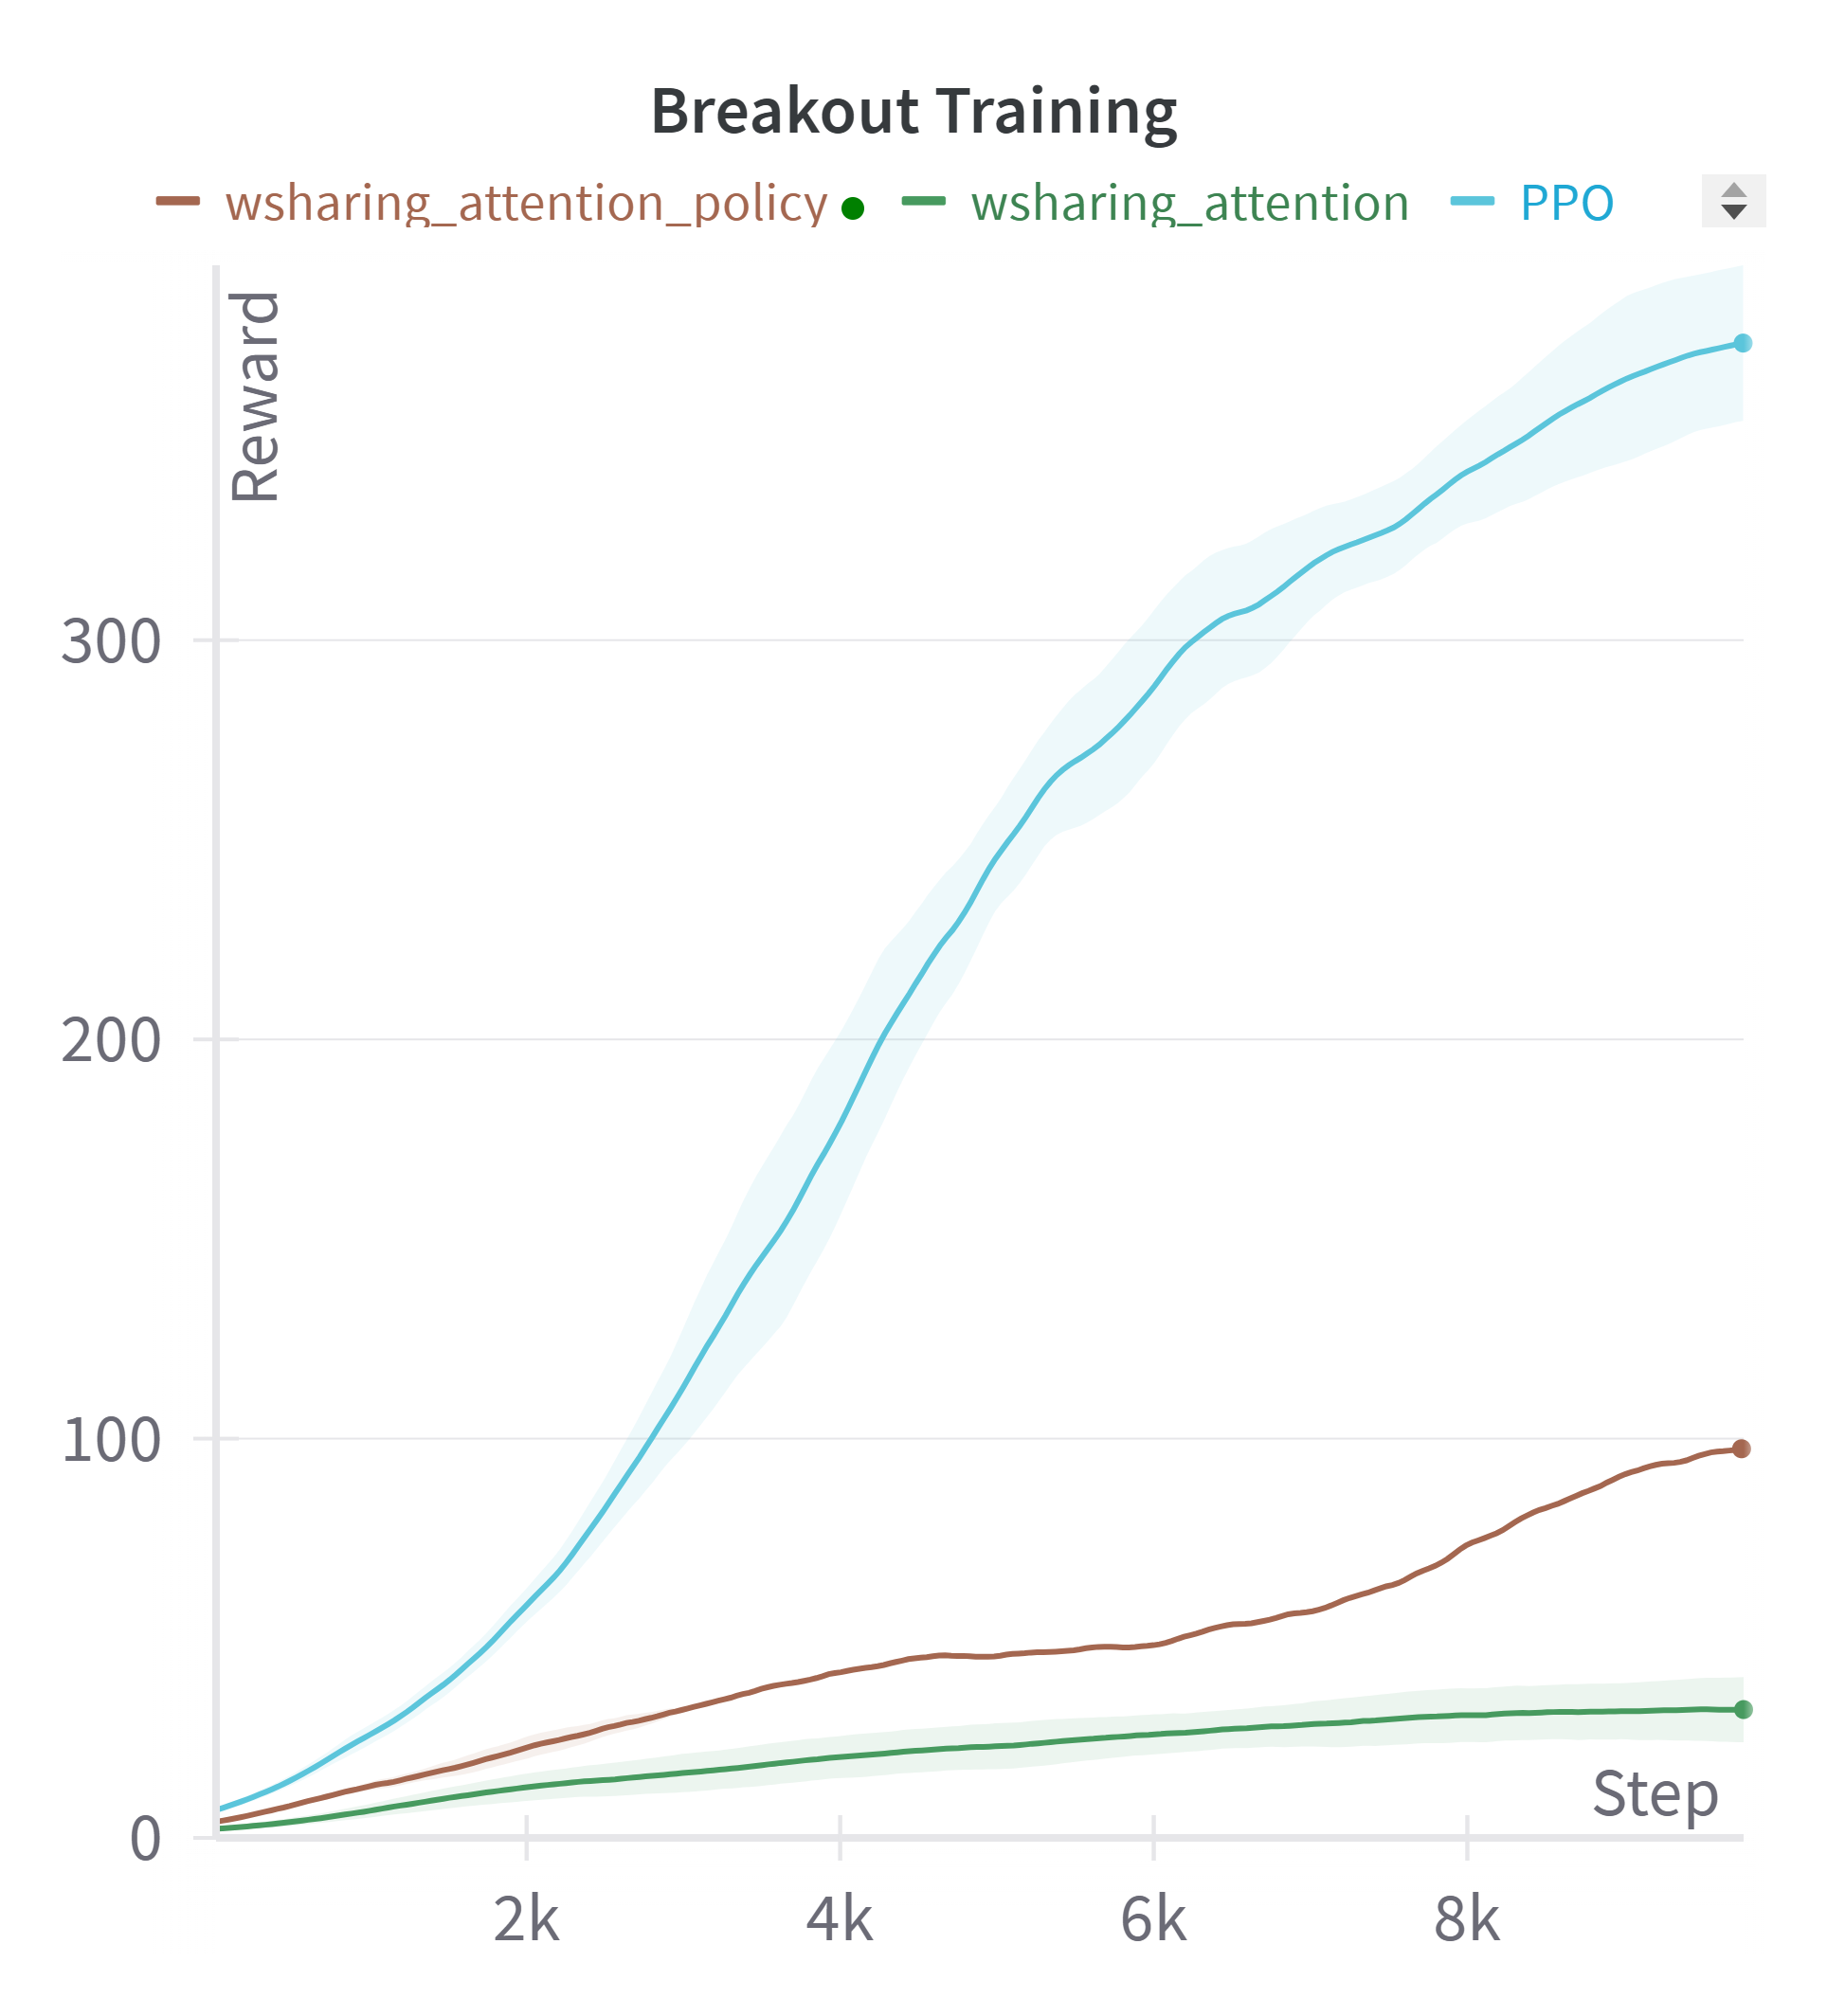 Breakout Training
wsharing_attention_policy wsharing_attention PPO
Reward
300
200
100
0
Step
2k 4k 6k 8k